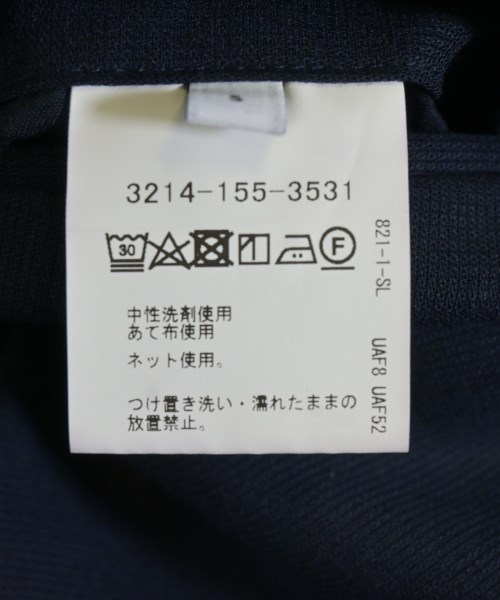 3214-155-3531
30
F
中性洗剤使用
あて布使用
ネット使用。
つけ置き洗い・濡れたままの
放置禁止。
821-1-SL
UAF8 UAF52